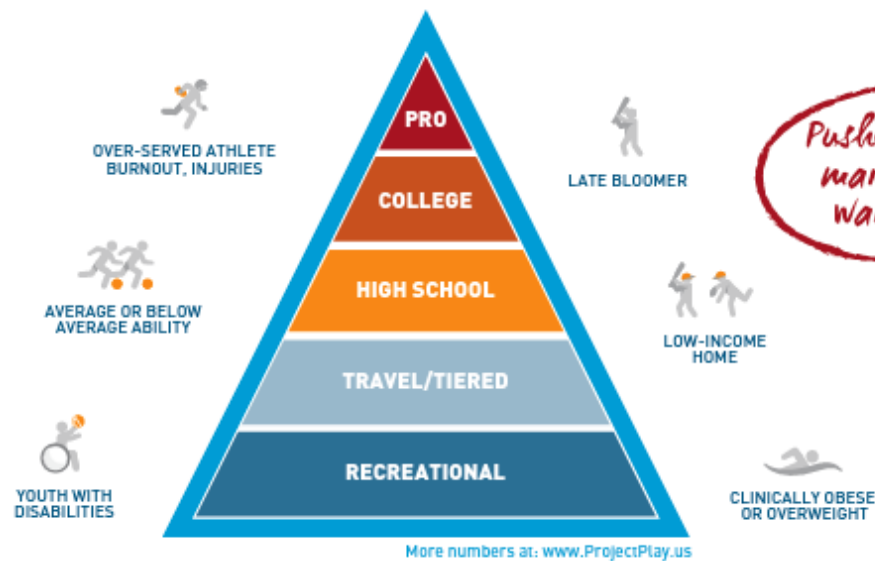 PRO
OVER-SERVED ATHLETE
BURNOUT, INJURIES
LATE BLOOMER
COLLEGE
HIGH SCHOOL
AVERAGE OR BELOW
AVERAGE ABILITY
LOW-INCOME
HOME
TRAVEL/TIERED
RECREATIONAL
YOUTH WITH
DISABILITIES
CLINICALLY OBESE
OR OVERWEIGHT
More numbers at: www.ProjectPlay.us